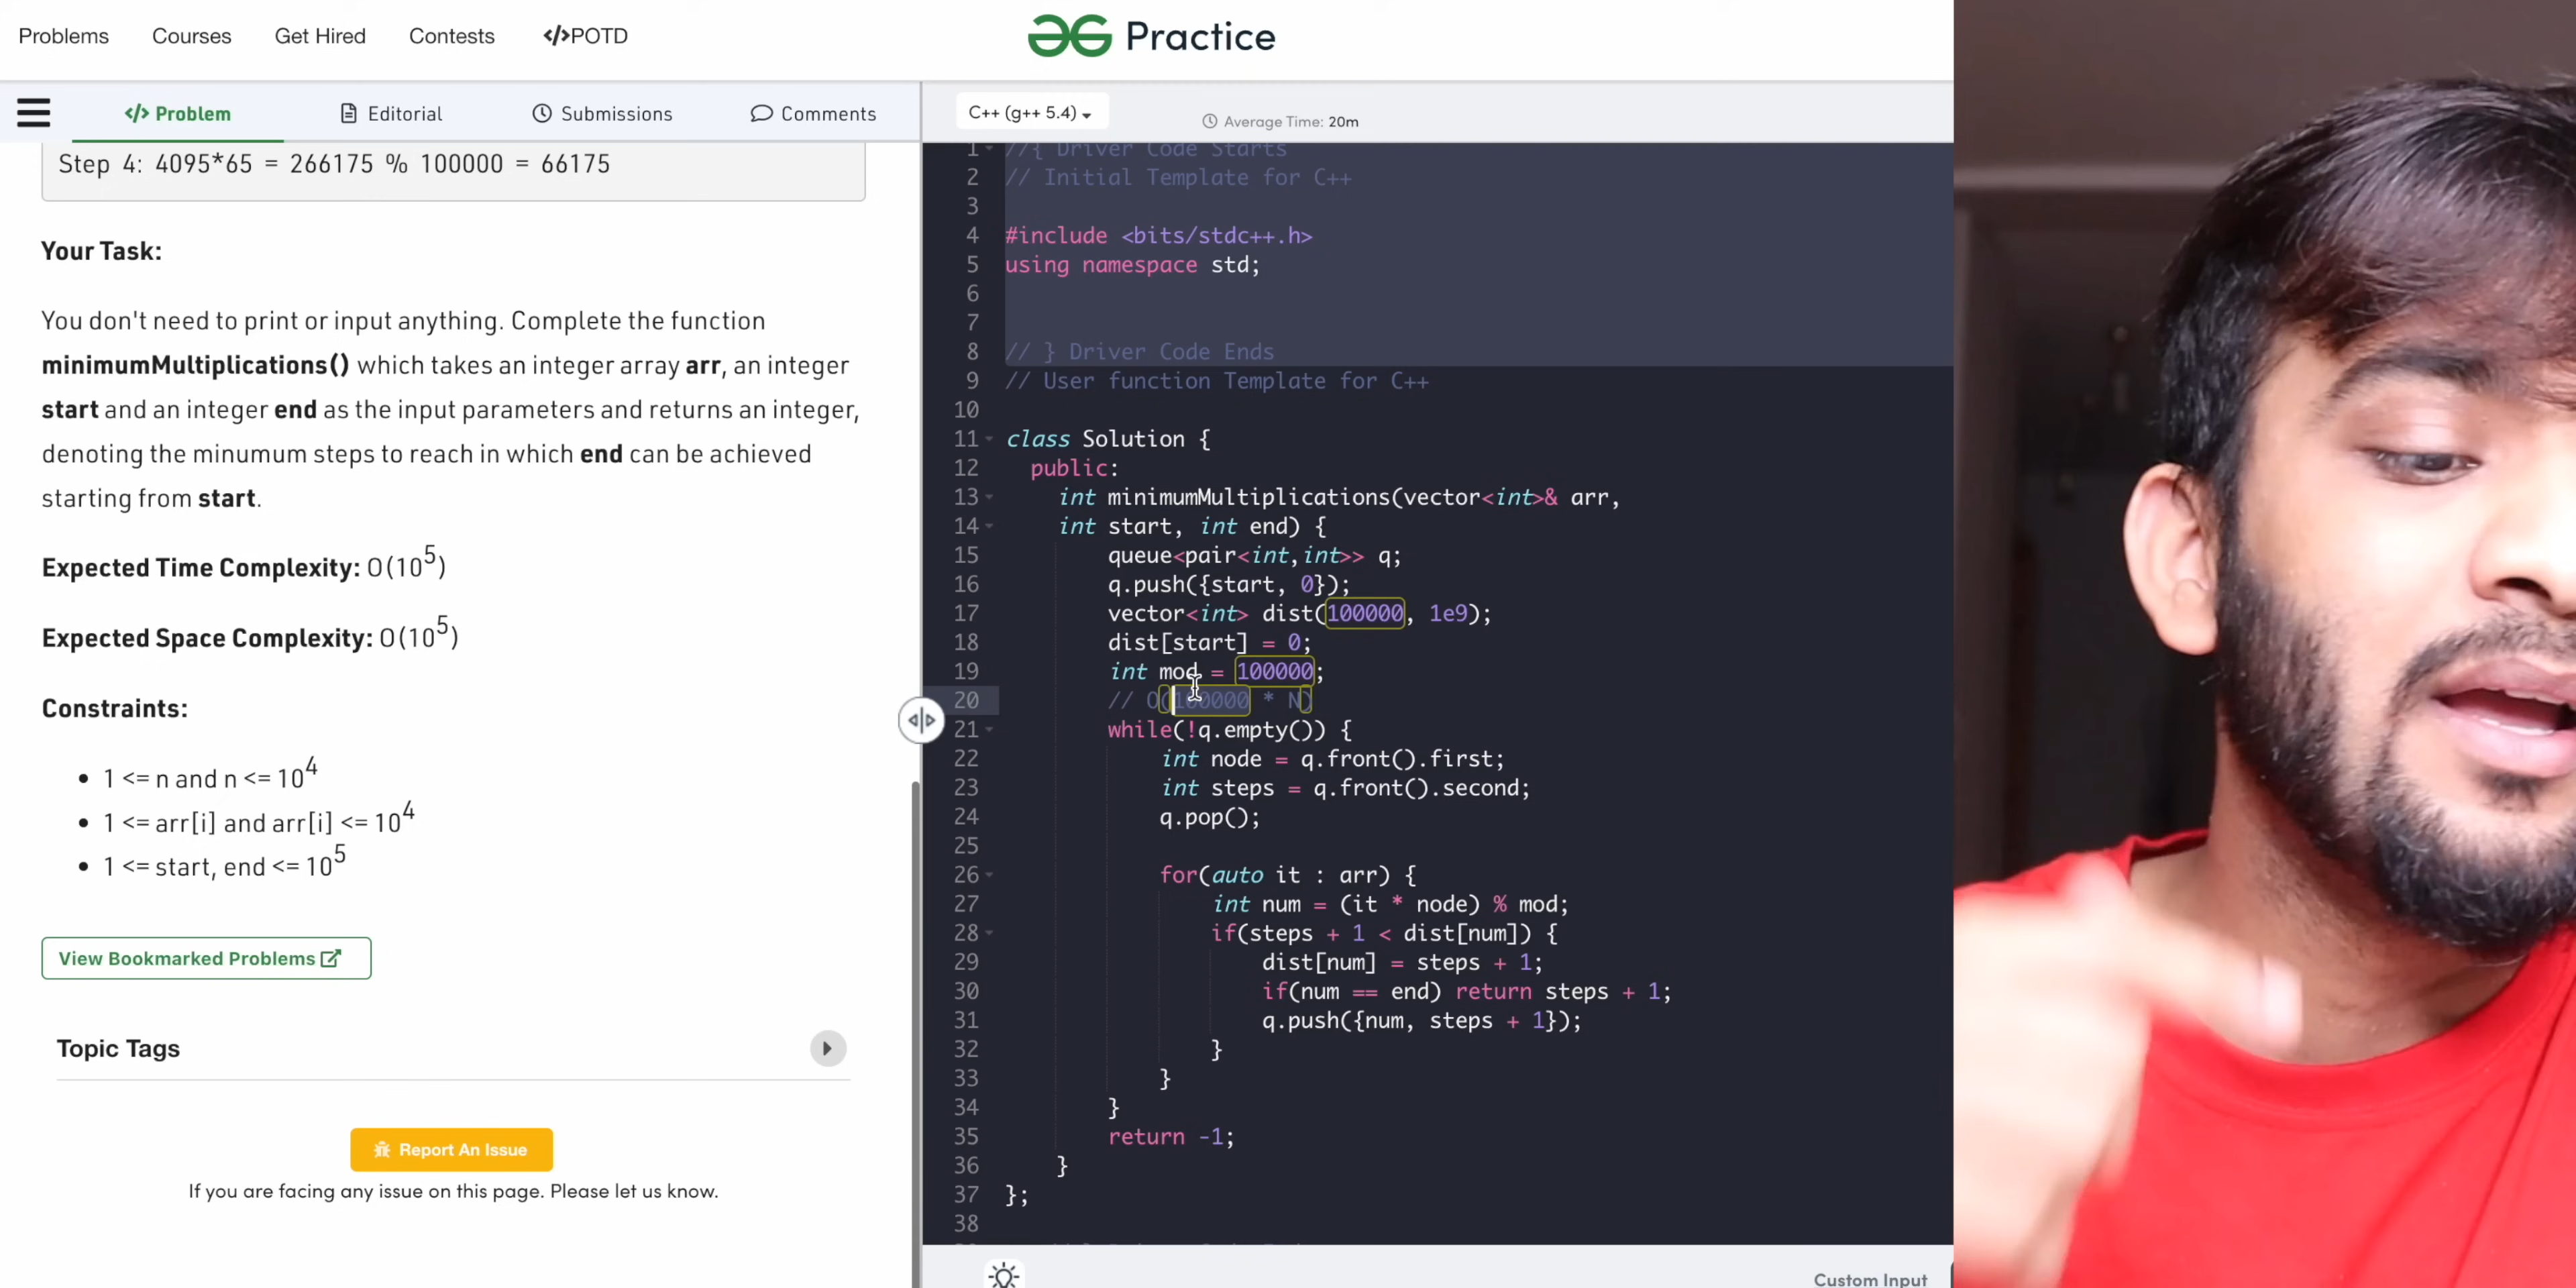 Problems Courses Get Hired Contests </>POTD
Practice
</> Problem Editorial Submissions Comments
C++ (g++ 5.4)
Average Time: 20m
Step 4: 4095*65 = 266175 % 100000 = 66175
Your Task:
You don't need to print or input anything. Complete the function
minimumMultiplications() which takes an integer array arr, an integer
start and an integer end as the input parameters and returns an integer,
denoting the minumum steps to reach in which end can be achieved
starting from start.
Expected Time Complexity: O(10^5)
Expected Space Complexity: O(10^5)
Constraints:
• 1 <= n and n <= 10^4
• 1 <= arr[i] and arr[i] <= 10^4
• 1 <= start, end <= 10^5
View Bookmarked Problems
Topic Tags
Report An Issue
If you are facing any issue on this page. Please let us know.
1 //{ Driver Code Starts
2 // Initial Template for C++
3
4 #include <bits/stdc++.h>
5 using namespace std;
6
7
8 // } Driver Code Ends
9 // User function Template for C++
10
11 class Solution {
12 public:
13 int minimumMultiplications(vector<int>& arr,
14 int start, int end) {
15 queue<pair<int,int>> q;
16 q.push({start, 0});
17 vector<int> dist(100000, 1e9);
18 dist[start] = 0;
19 int mod = 100000;
20 // O(100000 * N)
21 while(!q.empty()) {
22 int node = q.front().first;
23 int steps = q.front().second;
24 q.pop();
25
26 for(auto it : arr) {
27 int num = (it * node) % mod;
28 if(steps + 1 < dist[num]) {
29 dist[num] = steps + 1;
30 if(num == end) return steps + 1;
31 q.push({num, steps + 1});
32 }
33 }
34 }
35 return -1;
36 }
37 };
38
Custom Input